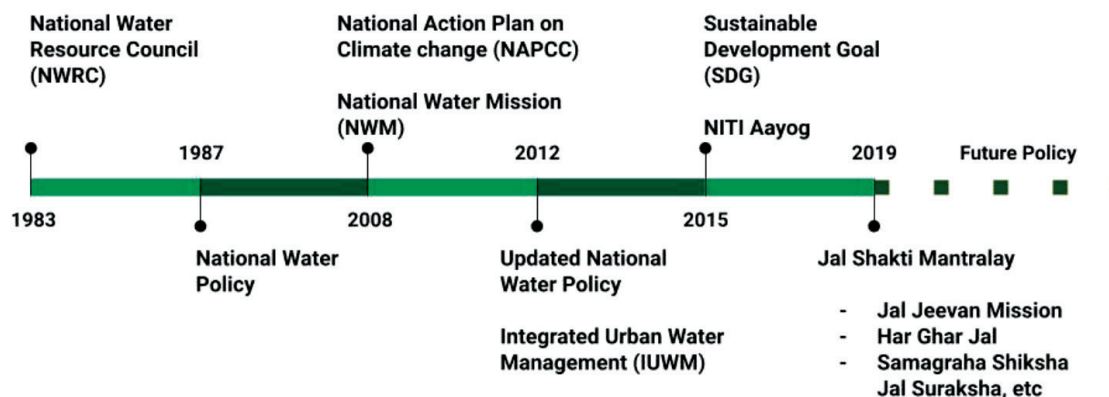 National Water
Resource Council
(NWRC)
National Action Plan on
Climate change (NAPCC)
National Water Mission
(NWM)
Sustainable
Development Goal
(SDG)
NITI Aayog
1987
2012
2019
Future Policy
1983
2008
2015
National Water
Policy
Updated National
Water Policy
Integrated Urban Water
Management (IUWM)
Jal Shakti Mantralay
- Jal Jeevan Mission
- Har Ghar Jal
- Samagraha Shiksha
Jal Suraksha, etc